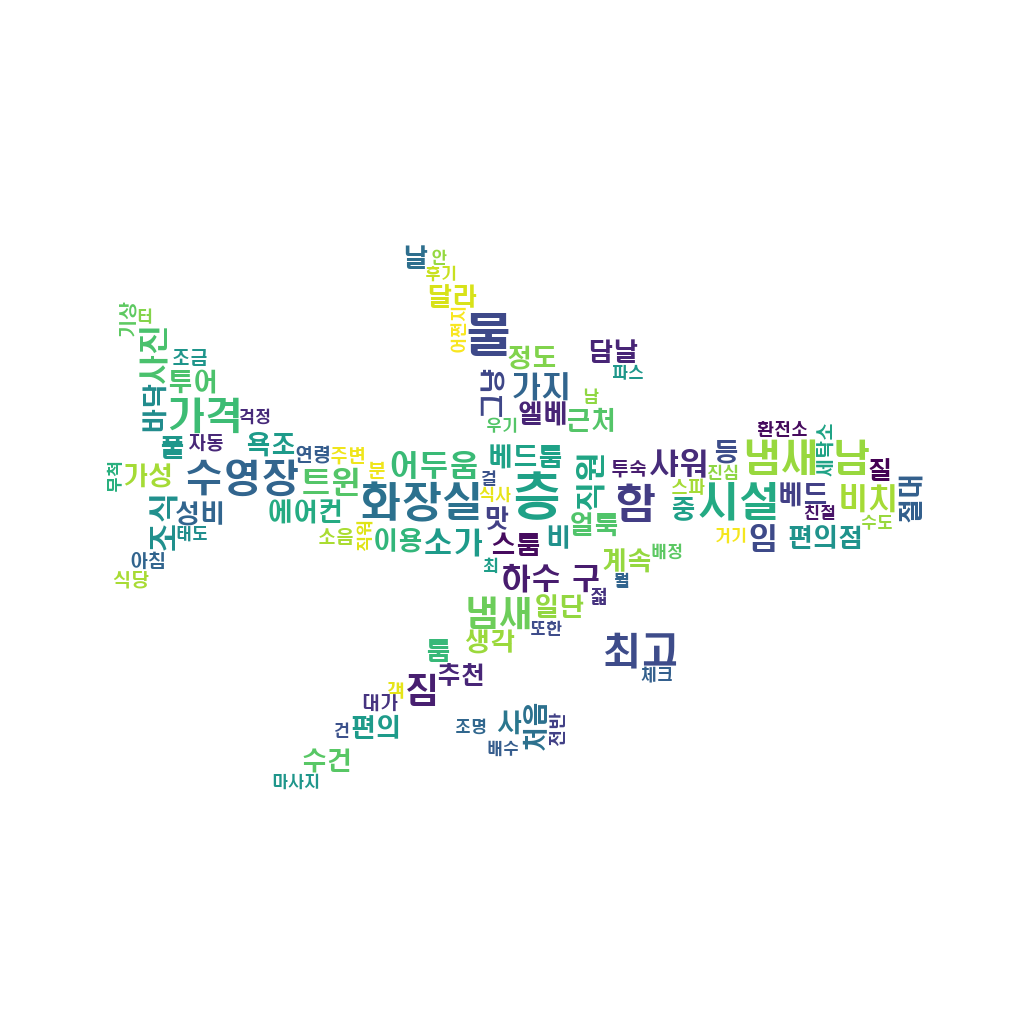 날
안
후기
달라
어쩐지
물
기상
터
사진
조금
투어
바닥
가격
걱정
정도
담날
파스
그냥
가지
남
엘베
근처
우기
환전소
풀
자동
욕조
연령
주변
분
어두움
베드룸
직원
투숙
샤워
등
냄새 남
세탁소
질
무척
가성
수영장
트윈
걸
화장실
식사
층
함
스파
진심
시설
베드
비치
절대
조식
성비
태도
에어컨
소음
직원
이용
소가
맛
스룸
비
얼룩
중
친절
수도
거기
임
편의점
아침
식당
최
하수 구
계속
배정
뭘
젋
냄새
일단
생각
또한
최고
체크
룸
추천
객
짐
대가
건
편의
조명
사음
처음
배수
전반
수건
마사지